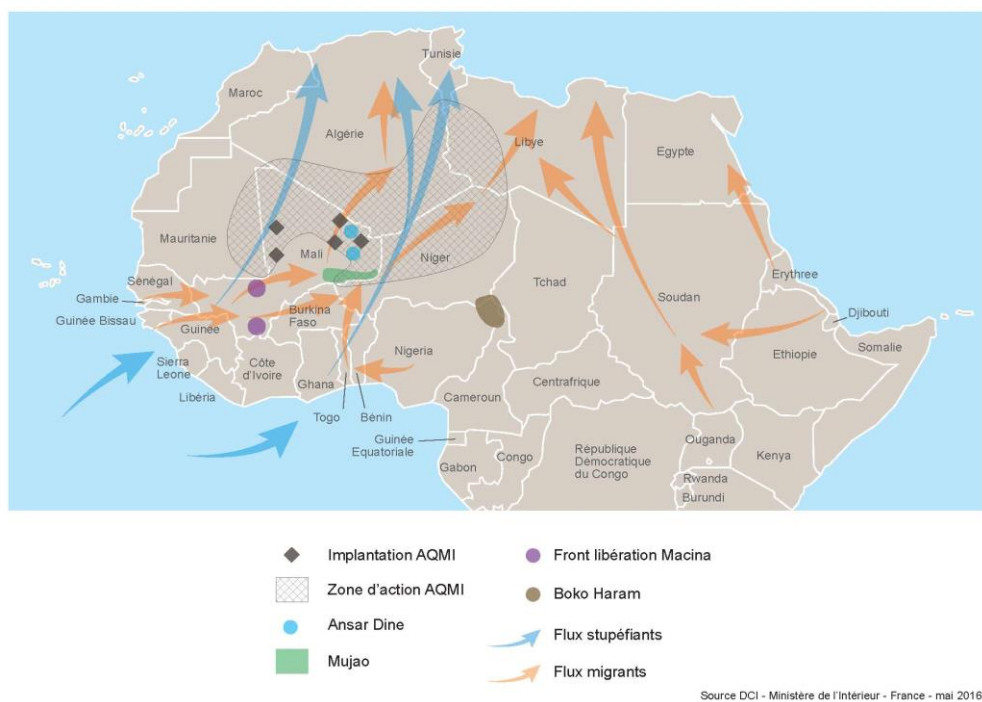 Tunisie
Maroc
Algérie
Libye
Egypte
Mauritanie
Mali
Niger
Tchad
Soudan
Erythree
Sénégal
Gambie
Guinée Bissau
Guinée
Burkina
Faso
Djibouti
Sierra
Leone
Côte
d'Ivoire
Ghana
Nigeria
Ethiopie
Somalie
Libéria
Togo
Bénin
Cameroun
Centrafrique
Guinée
Equatoriale
Gabon
Congo
République
Démocratique
du Congo
Ouganda
Kenya
Rwanda
Burundi
Implantation AQMI
Zone d'action AQMI
Ansar Dine
Mujao
Front libération Macina
Boko Haram
Flux stupéfiants
Flux migrants
Source DCI - Ministère de l'Intérieur - France - mai 2016